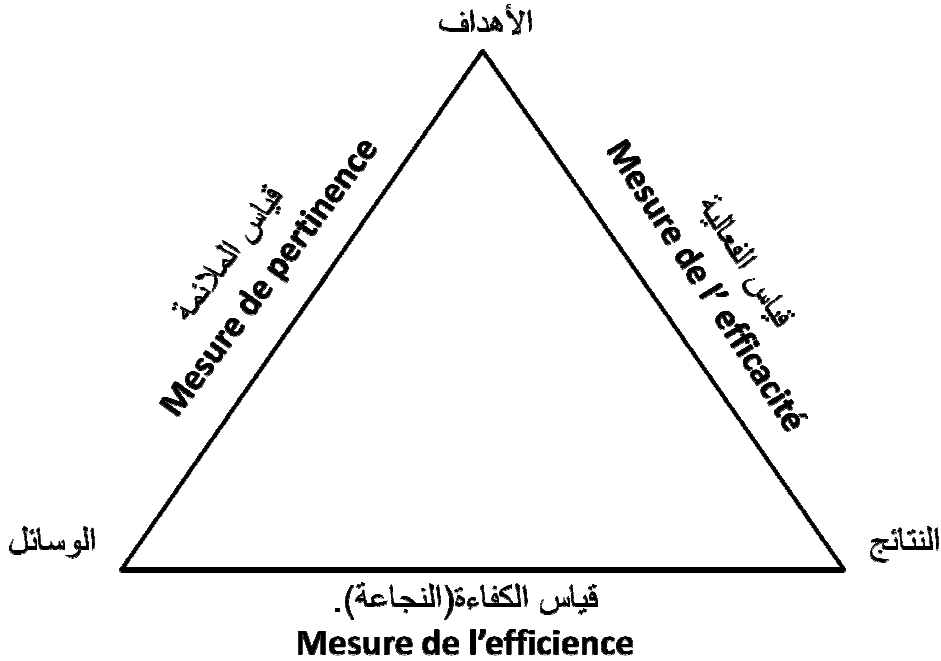 الأهداف
قياس الملائمة
Mesure de pertinence
قياس الفعالية
Mesure de l' efficacité
الوسائل
النتائج
قياس الكفاءة(النجاعة).
Mesure de l'efficience